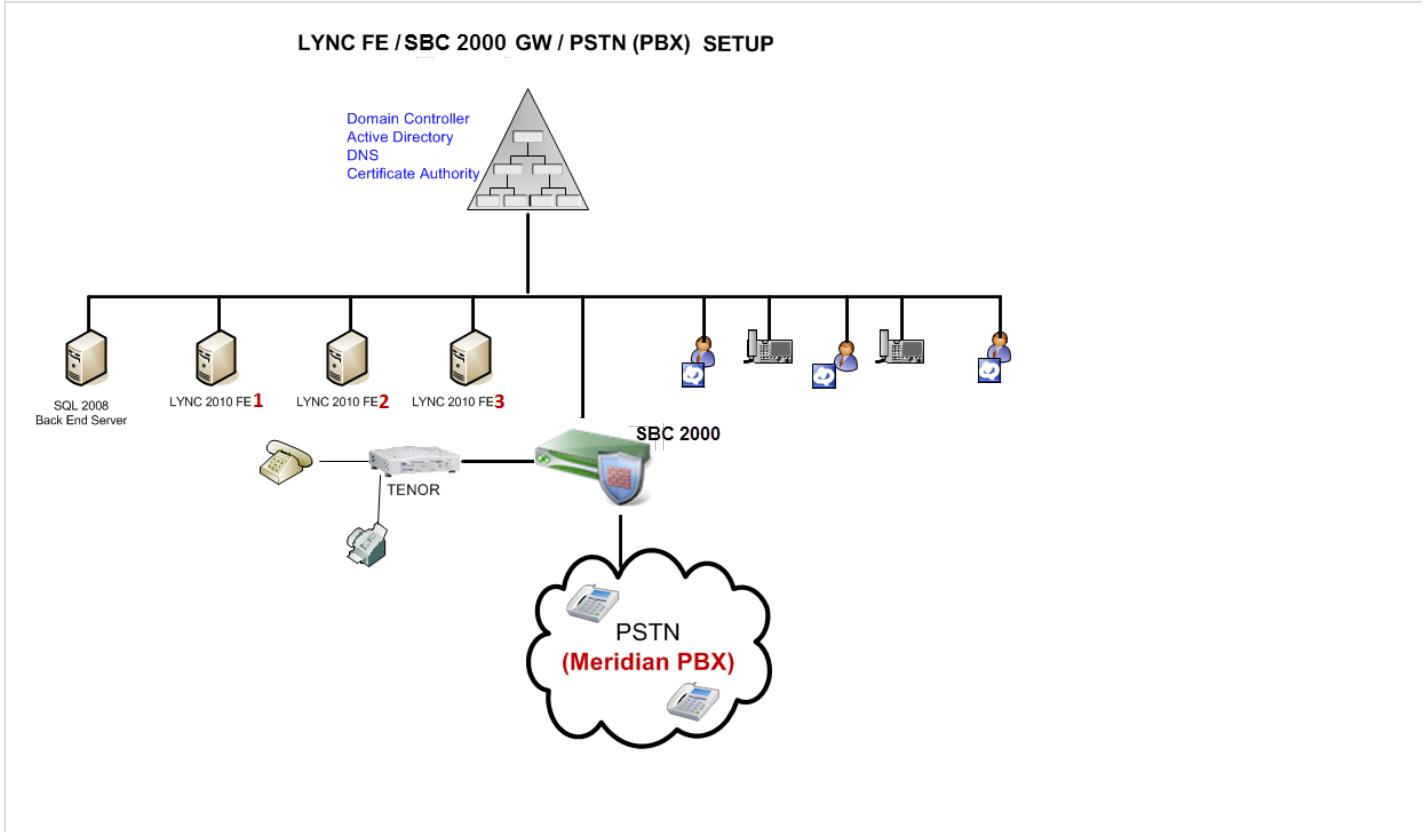 LYNC FE / SBC 2000 GW / PSTN (PBX) SETUP
Domain Controller
Active Directory
DNS
Certificate Authority
SQL 2008
Back End Server
LYNC 2010 FE1
LYNC 2010 FE2
LYNC 2010 FE3
SBC 2000
TENOR
PSTN
(Meridian PBX)